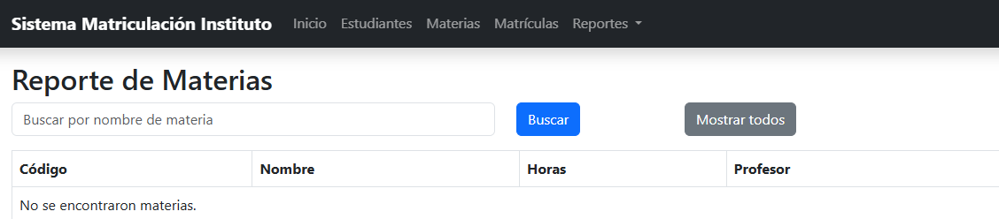 Sistema Matriculación Instituto Inicio Estudiantes Materias Matrículas Reportes
Reporte de Materias
Buscar por nombre de materia Buscar Mostrar todos
Código Nombre Horas Profesor
No se encontraron materias.